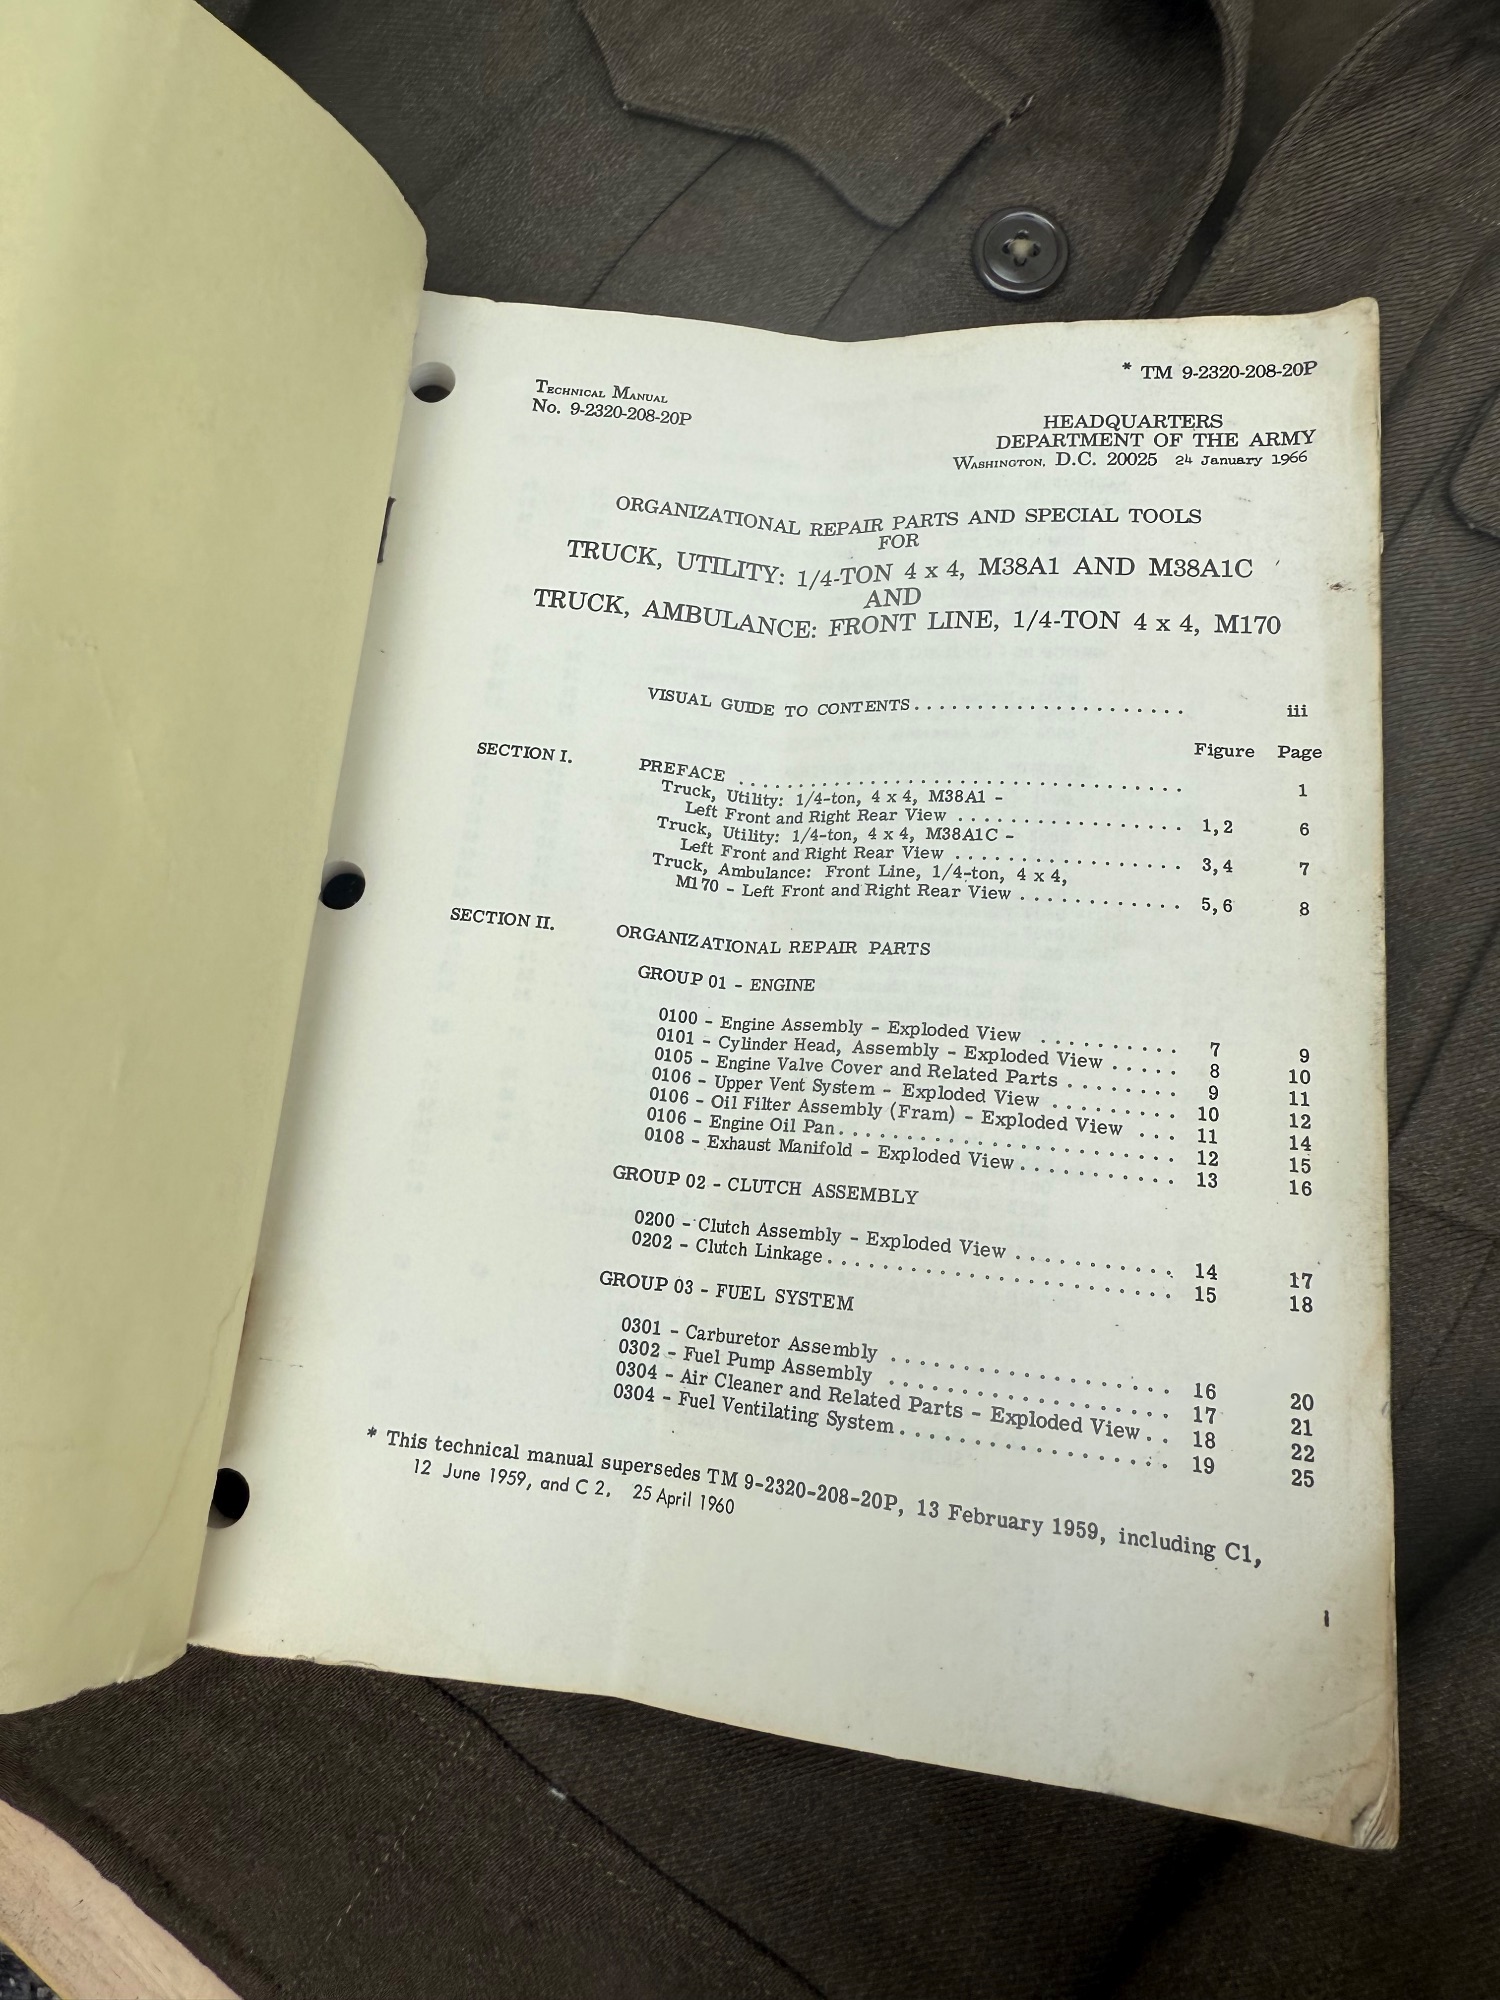 * TM 9-2320-208-20P
TECHNICAL MANUAL
No. 9-2320-208-20P
HEADQUARTERS
DEPARTMENT OF THE ARMY
WASHINGTON, D.C. 20025 24 January 1966
ORGANIZATIONAL REPAIR PARTS AND SPECIAL TOOLS
FOR
TRUCK, UTILITY: 1/4-TON 4 x 4, M38A1 AND M38A1C
AND
TRUCK, AMBULANCE: FRONT LINE, 1/4-TON 4 x 4, M170
VISUAL GUIDE TO CONTENTS . . . . . . . . . . . . . . . . . . . . . . iii
Figure Page
SECTION I. PREFACE . . . . . . . . . . . . . . . . . . . . . . . . . . . . . . . . . 1
Truck, Utility: 1/4-ton, 4 x 4, M38A1 -
Left Front and Right Rear View . . . . . . . . . . . . . . . . . 1, 2 6
Truck, Utility: 1/4-ton, 4 x 4, M38A1C -
Left Front and Right Rear View . . . . . . . . . . . . . . . . . 3, 4 7
Truck, Ambulance: Front Line, 1/4-ton, 4 x 4,
M170 - Left Front and Right Rear View . . . . . . . . . . . . 5, 6 8
SECTION II. ORGANIZATIONAL REPAIR PARTS
GROUP 01 - ENGINE
0100 - Engine Assembly - Exploded View . . . . . . . . . . 7 9
0101 - Cylinder Head, Assembly - Exploded View . . . . . 8 10
0105 - Engine Valve Cover and Related Parts . . . . . . . . 9 11
0106 - Upper Vent System - Exploded View . . . . . . . . . 10 12
0106 - Oil Filter Assembly (Fram) - Exploded View . . . 11 14
0106 - Engine Oil Pan . . . . . . . . . . . . . . . . . . . . . . . 12 15
0108 - Exhaust Manifold - Exploded View . . . . . . . . . . . 13 16
GROUP 02 - CLUTCH ASSEMBLY
0200 - Clutch Assembly - Exploded View . . . . . . . . . . . 14 17
0202 - Clutch Linkage . . . . . . . . . . . . . . . . . . . . . . . . 15 18
GROUP 03 - FUEL SYSTEM
0301 - Carburetor Assembly . . . . . . . . . . . . . . . . . . . 16 20
0302 - Fuel Pump Assembly . . . . . . . . . . . . . . . . . . . 17 21
0304 - Air Cleaner and Related Parts - Exploded View . . 18 22
0304 - Fuel Ventilating System . . . . . . . . . . . . . . . . . . 19 25
* This technical manual supersedes TM 9-2320-208-20P, 13 February 1959, including C1,
12 June 1959, and C 2, 25 April 1960
i